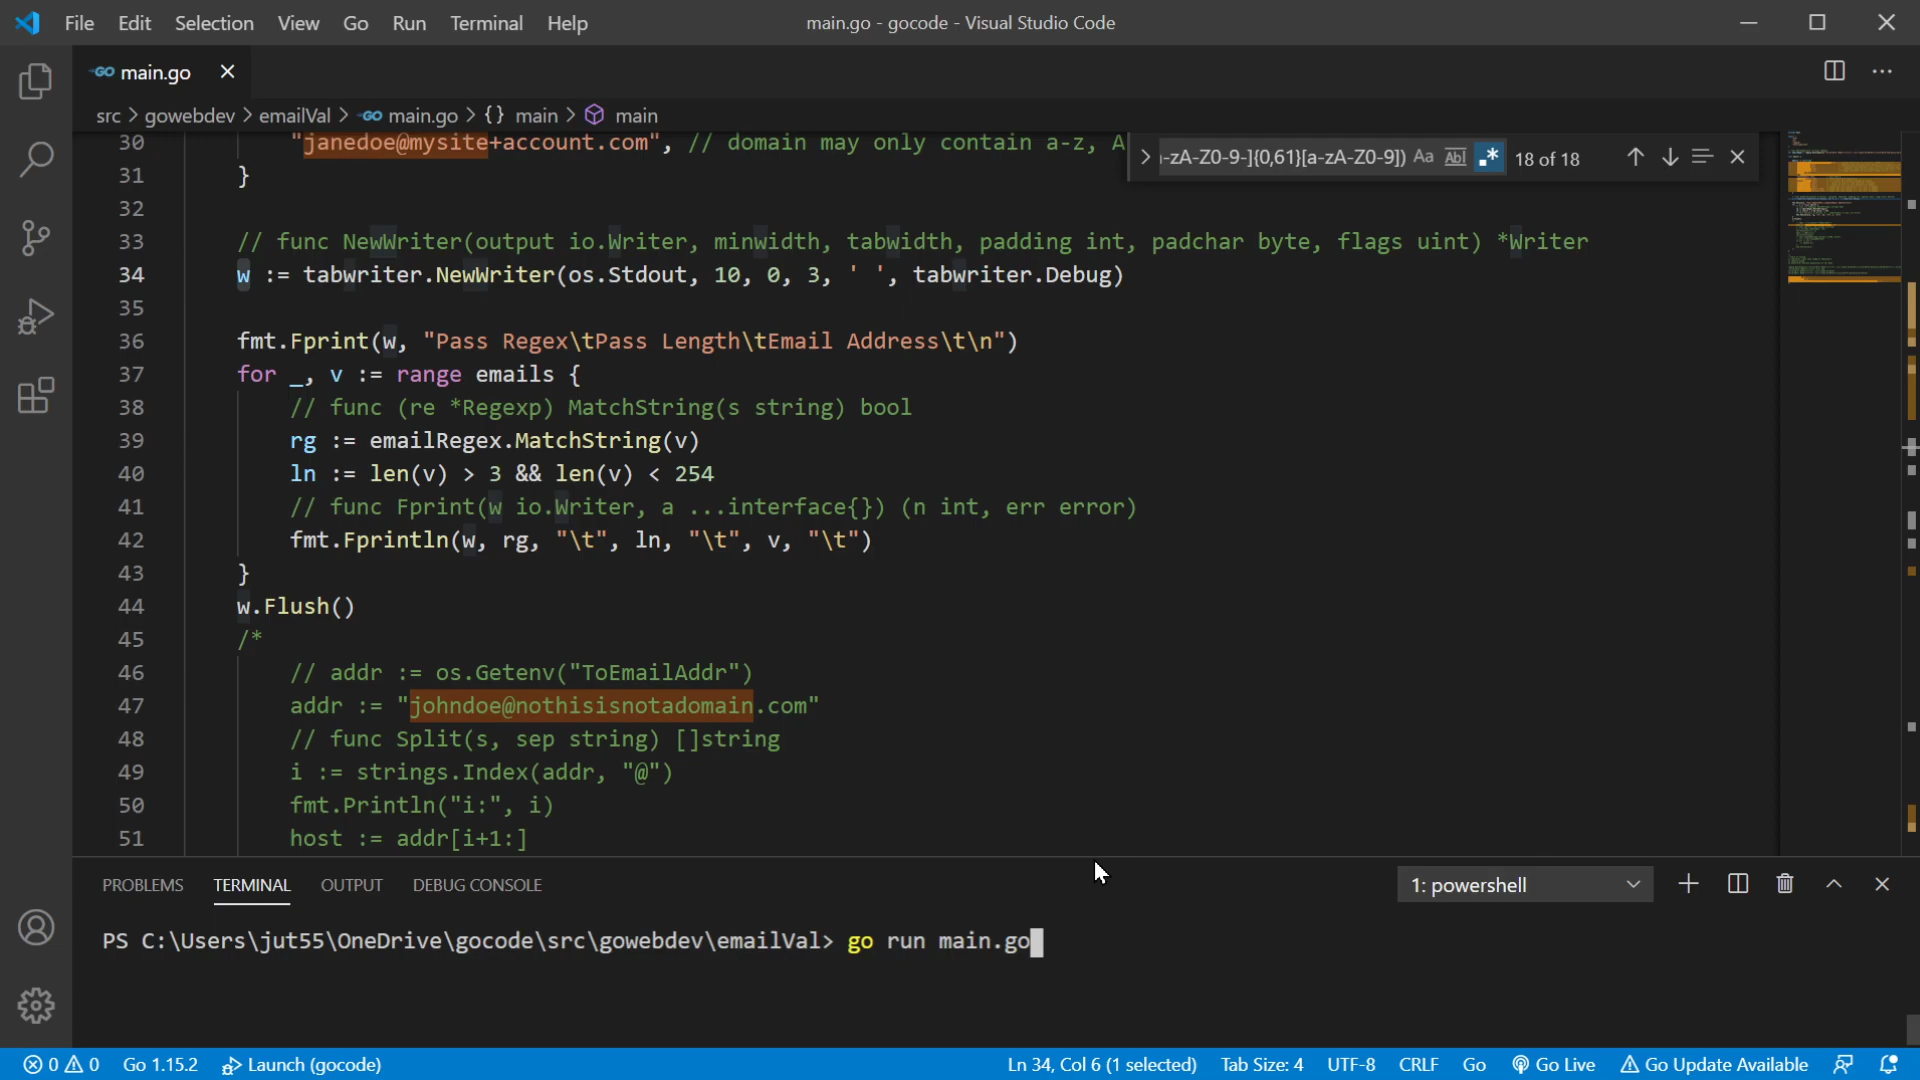 File Edit Selection View Go Run Terminal Help main.go - gocode - Visual Studio Code
GO main.go
src > gowebdev > emailVal > GO main.go > {} main > main
30 "janedoe@mysite+account.com", // domain may only contain a-z, A
-zA-Z0-9-]{0,61}[a-zA-Z0-9]) Aa Abl .* 18 of 18
31 }
32
33 // func NewWriter(output io.Writer, minwidth, tabwidth, padding int, padchar byte, flags uint) *Writer
34 w := tabwriter.NewWriter(os.Stdout, 10, 0, 3, ' ', tabwriter.Debug)
35
36 fmt.Fprint(w, "Pass Regex\tPass Length\tEmail Address\t\n")
37 for _, v := range emails {
38 // func (re *Regexp) MatchString(s string) bool
39 rg := emailRegex.MatchString(v)
40 ln := len(v) > 3 && len(v) < 254
41 // func Fprint(w io.Writer, a ...interface{}) (n int, err error)
42 fmt.Fprintln(w, rg, "\t", ln, "\t", v, "\t")
43 }
44 w.Flush()
45 /*
46 // addr := os.Getenv("ToEmailAddr")
47 addr := "johndoe@nothisisnotadomain.com"
48 // func Split(s, sep string) []string
49 i := strings.Index(addr, "@")
50 fmt.Println("i:", i)
51 host := addr[i+1:]
PROBLEMS TERMINAL OUTPUT DEBUG CONSOLE 1: powershell
PS C:\Users\jut55\OneDrive\gocode\src\gowebdev\emailVal> go run main.go
0 0 Go 1.15.2 Launch (gocode) Ln 34, Col 6 (1 selected) Tab Size: 4 UTF-8 CRLF Go Go Live Go Update Available